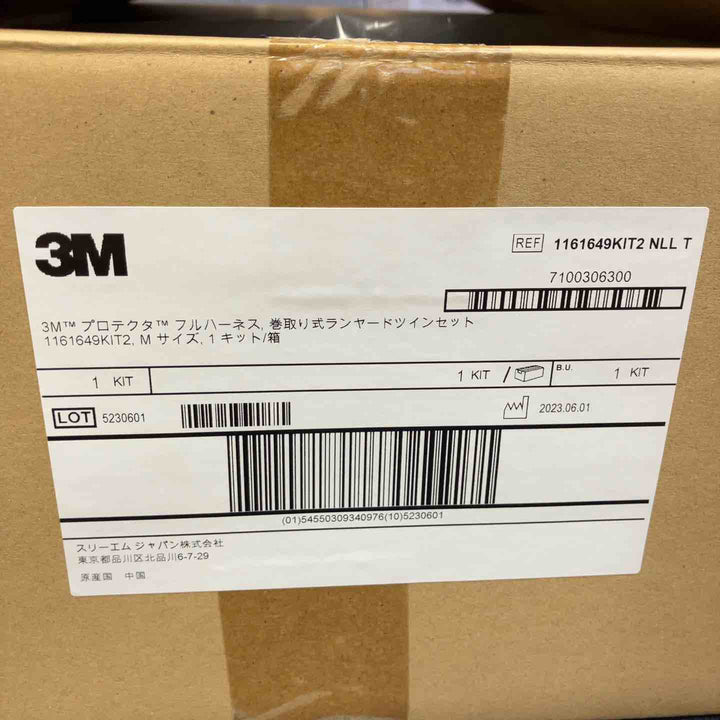 3M
REF 1161649KIT2 NLL T
7100306300
3M™ プロテクタ™ フルハーネス, 巻取り式ランヤードツインセット
1161649KIT2, M サイズ, 1 キット/箱
1 KIT
1 KIT /
B.U.
1 KIT
LOT 5230601
2023.06.01
(01)54550309340976(10)5230601
スリーエム ジャパン株式会社
東京都品川区北品川6-7-29
原産国 中国